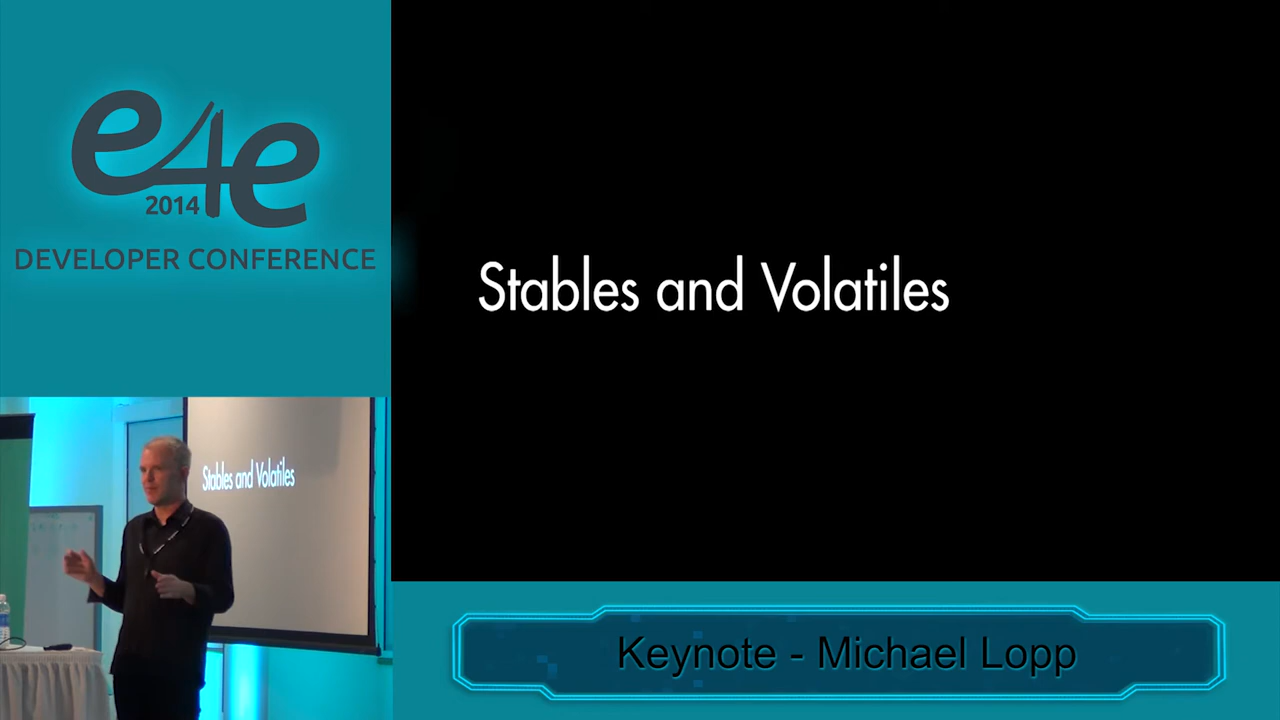 e4e
2014
DEVELOPER CONFERENCE
Stables and Volatiles
Stables and Volatiles
Keynote - Michael Lopp